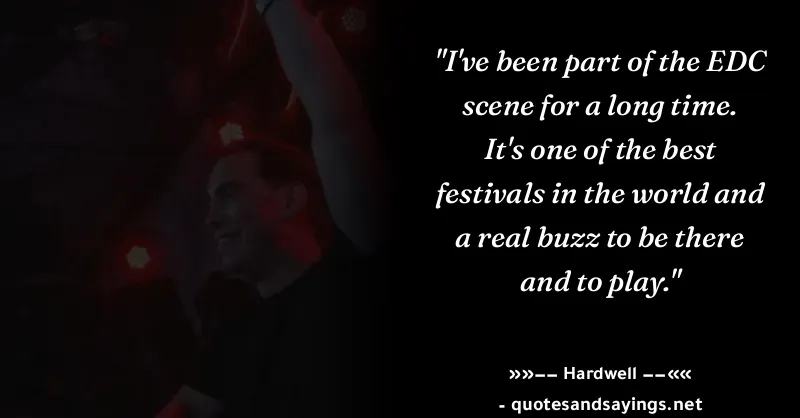 "I've been part of the EDC
scene for a long time.
It's one of the best
festivals in the world and
a real buzz to be there
and to play."
»»–– Hardwell ––««
- quotesandsayings.net